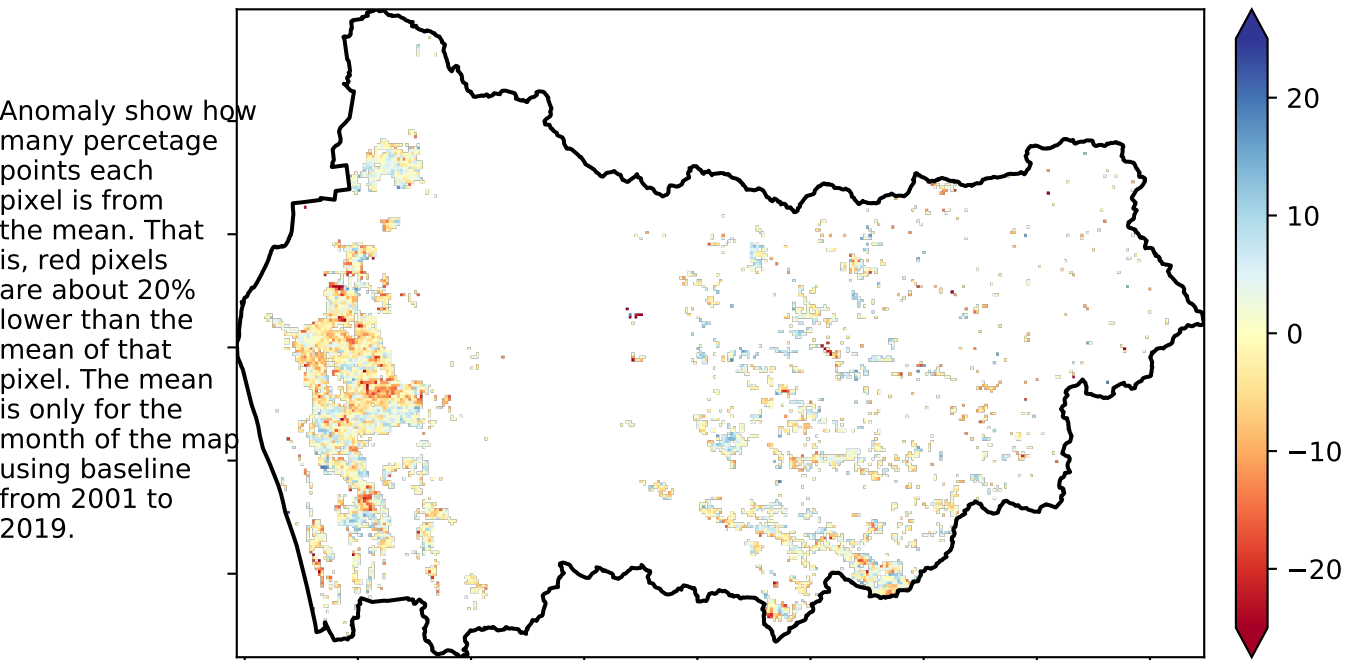 Anomaly show how
many percetage
points each
pixel is from
the mean. That
is, red pixels
are about 20%
lower than the
mean of that
pixel. The mean
is only for the
month of the map
using baseline
from 2001 to
2019.
20
10
0
−10
−20